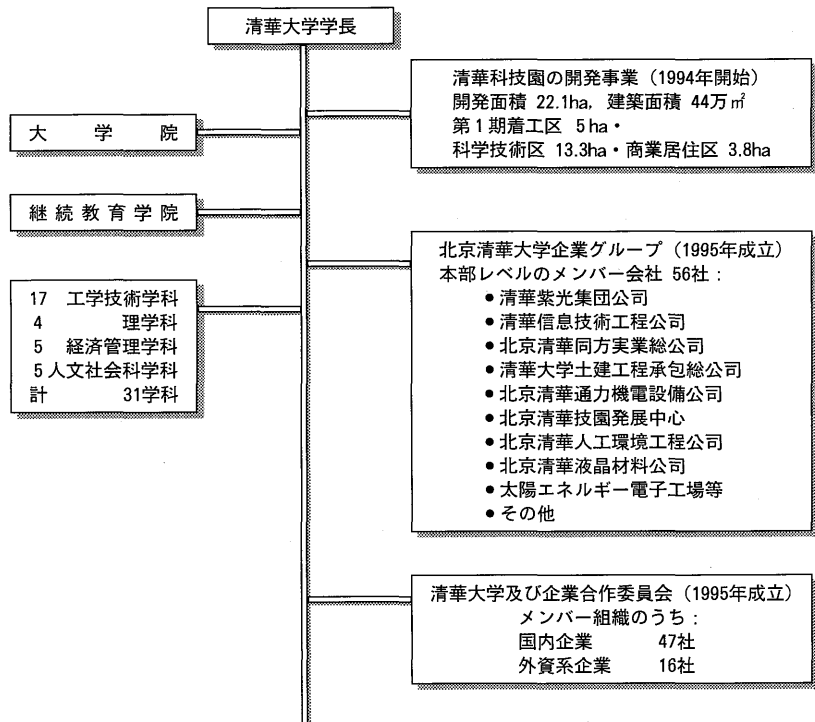 清華大学学長
大学院
継続教育学院
17 工学技術学科
4 理学科
5 経済管理学科
5 人文社会科学科
計 31学科
清華科技園の開発事業（1994年開始）
開発面積 22.1ha，建築面積 44万㎡
第1期着工区 5ha・
科学技術区 13.3ha・商業居住区 3.8ha
北京清華大学企業グループ（1995年成立）
本部レベルのメンバー会社 56社：
●清華紫光集団公司
●清華信息技術工程公司
●北京清華同方実業総公司
●清華大学土建工程承包総公司
●北京清華通力機電設備公司
●北京清華技園発展中心
●北京清華人工環境工程公司
●北京清華液晶材料公司
●太陽エネルギー電子工場等
●その他
清華大学及び企業合作委員会（1995年成立）
メンバー組織のうち：
国内企業 47社
外資系企業 16社